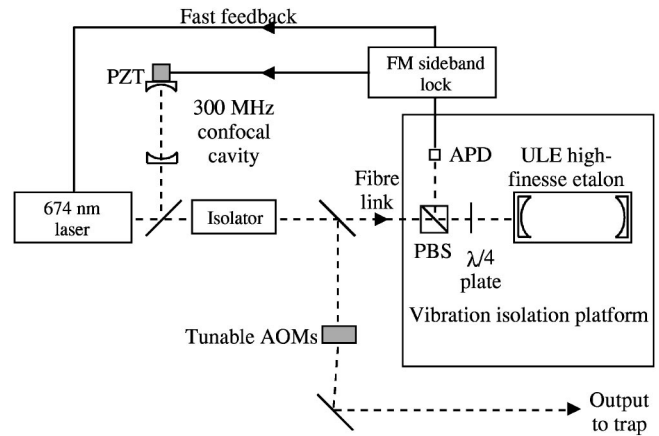 Fast feedback
FM sideband
lock
PZT
300 MHz
confocal
cavity
APD
ULE high-
finesse etalon
674 nm
laser
Isolator
Fibre
link
PBS
λ/4
plate
Vibration isolation platform
Tunable AOMs
Output
to trap